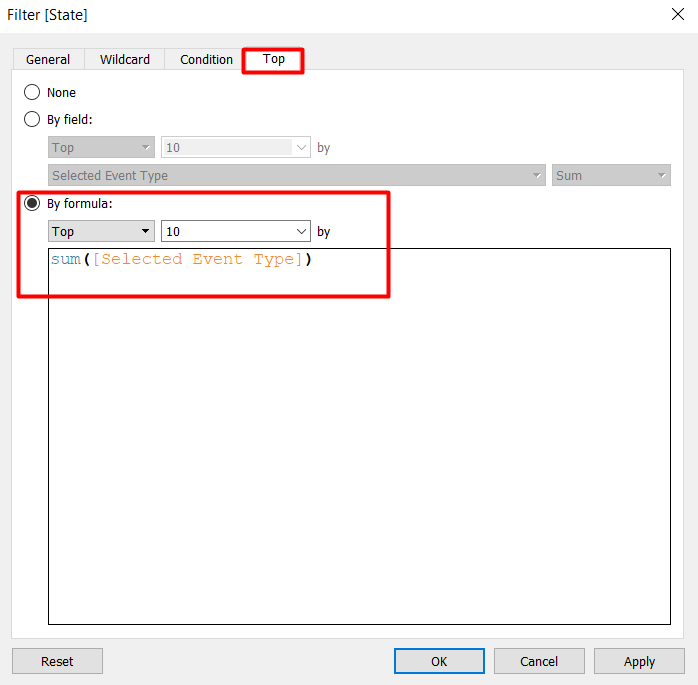 Filter [State]
General Wildcard Condition Top
None
By field:
Top 10 by
Selected Event Type Sum
By formula:
Top 10 by
sum([Selected Event Type])
Reset OK Cancel Apply